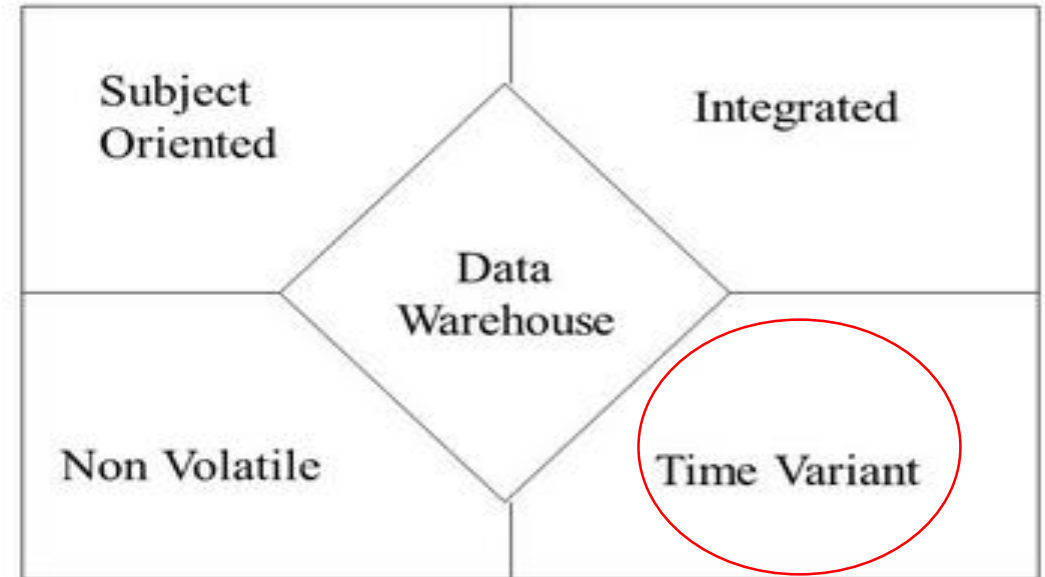 Subject
Oriented
Integrated
Data
Warehouse
Non Volatile
Time Variant